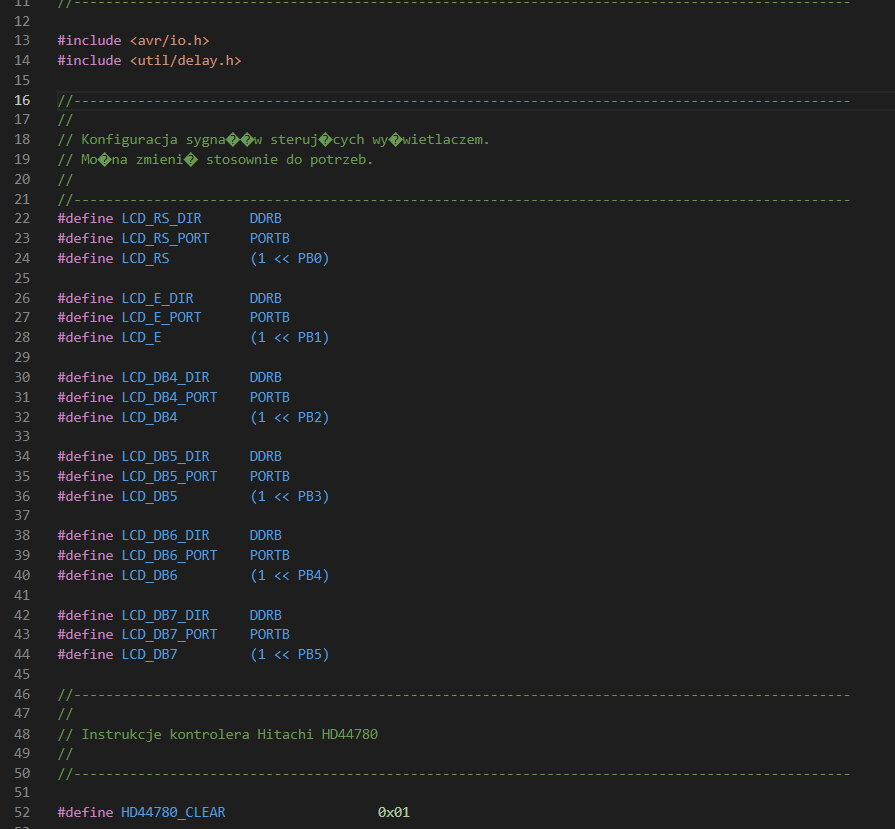 11 //-------------------------------------------------------------------------------------------------
12
13 #include <avr/io.h>
14 #include <util/delay.h>
15
16 //-------------------------------------------------------------------------------------------------
17 //
18 // Konfiguracja sygna��w steruj�cych wy�wietlaczem.
19 // Mo�na zmieni� stosownie do potrzeb.
20 //
21 //-------------------------------------------------------------------------------------------------
22 #define LCD_RS_DIR      DDRB
23 #define LCD_RS_PORT     PORTB
24 #define LCD_RS          (1 << PB0)
25
26 #define LCD_E_DIR       DDRB
27 #define LCD_E_PORT      PORTB
28 #define LCD_E           (1 << PB1)
29
30 #define LCD_DB4_DIR     DDRB
31 #define LCD_DB4_PORT    PORTB
32 #define LCD_DB4         (1 << PB2)
33
34 #define LCD_DB5_DIR     DDRB
35 #define LCD_DB5_PORT    PORTB
36 #define LCD_DB5         (1 << PB3)
37
38 #define LCD_DB6_DIR     DDRB
39 #define LCD_DB6_PORT    PORTB
40 #define LCD_DB6         (1 << PB4)
41
42 #define LCD_DB7_DIR     DDRB
43 #define LCD_DB7_PORT    PORTB
44 #define LCD_DB7         (1 << PB5)
45
46 //-------------------------------------------------------------------------------------------------
47 //
48 // Instrukcje kontrolera Hitachi HD44780
49 //
50 //-------------------------------------------------------------------------------------------------
51
52 #define HD44780_CLEAR                   0x01